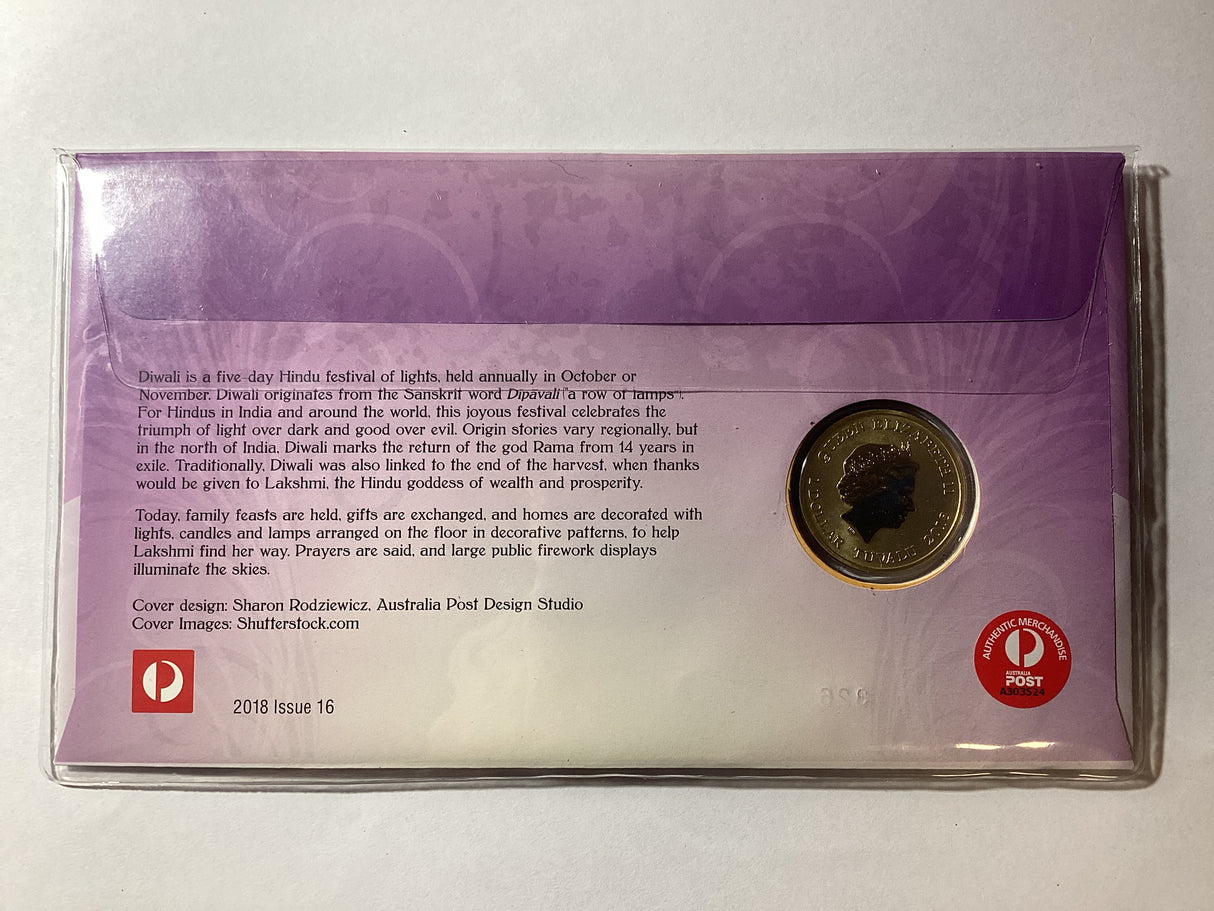 Diwali is a five-day Hindu festival of lights, held annually in October or
November. Diwali originates from the Sanskrit word Dipavali ("a row of lamps").
For Hindus in India and around the world, this joyous festival celebrates the
triumph of light over dark and good over evil. Origin stories vary regionally, but
in the north of India, Diwali marks the return of the god Rama from 14 years in
exile. Traditionally, Diwali was also linked to the end of the harvest, when thanks
would be given to Lakshmi, the Hindu goddess of wealth and prosperity.
Today, family feasts are held, gifts are exchanged, and homes are decorated with
lights, candles and lamps arranged on the floor in decorative patterns, to help
Lakshmi find her way. Prayers are said, and large public firework displays
illuminate the skies.
Cover design: Sharon Rodziewicz, Australia Post Design Studio
Cover Images: Shutterstock.com
2018 Issue 16
QUEEN ELIZABETH II
1 DOLLAR TUVALU 2018
AUTHENTIC MERCHANDISE
AUSTRALIA
POST
A303524